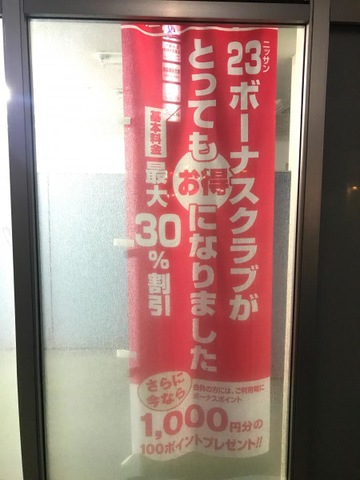 23ニッサン
ボーナスクラブが
とってもお得になりました
基本料金
最大30%割引
さらに
今なら
ボーナスポイント
1,000円分の
100ポイントプレゼント!!